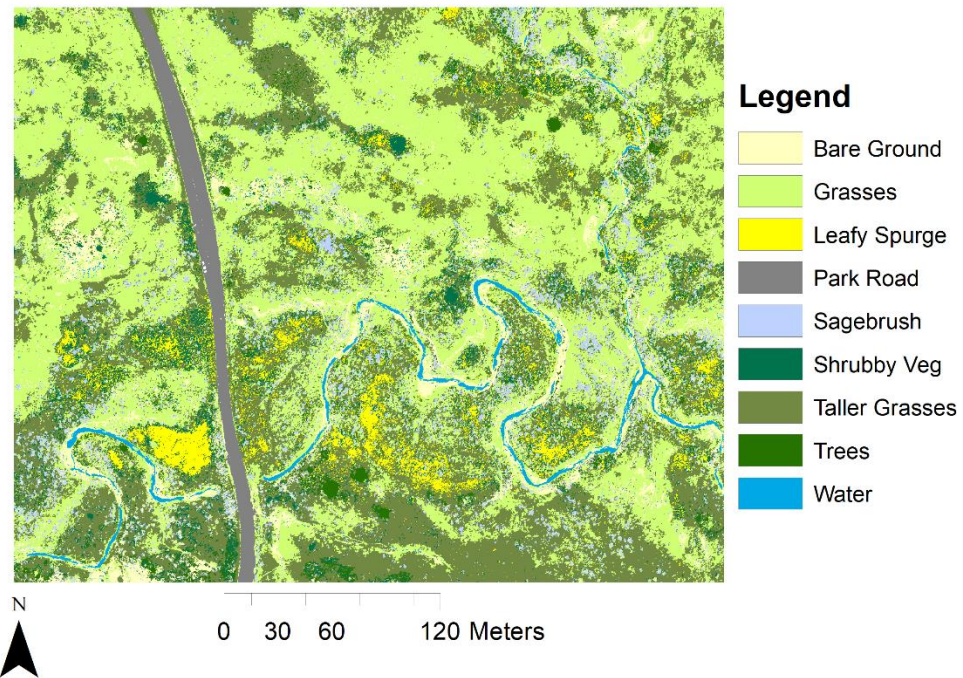 Legend
Bare Ground
Grasses
Leafy Spurge
Park Road
Sagebrush
Shrubby Veg
Taller Grasses
Trees
Water
N
0 30 60 120 Meters